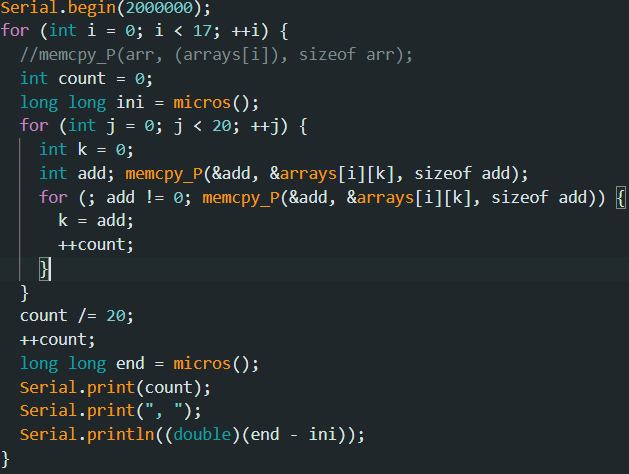 Serial.begin(2000000);
for (int i = 0; i < 17; ++i) {
  //memcpy_P(arr, (arrays[i]), sizeof arr);
  int count = 0;
  long long ini = micros();
  for (int j = 0; j < 20; ++j) {
    int k = 0;
    int add; memcpy_P(&add, &arrays[i][k], sizeof add);
    for (; add != 0; memcpy_P(&add, &arrays[i][k], sizeof add)) {
      k = add;
      ++count;
    }
  }
  count /= 20;
  ++count;
  long long end = micros();
  Serial.print(count);
  Serial.print(", ");
  Serial.println((double)(end - ini));
}